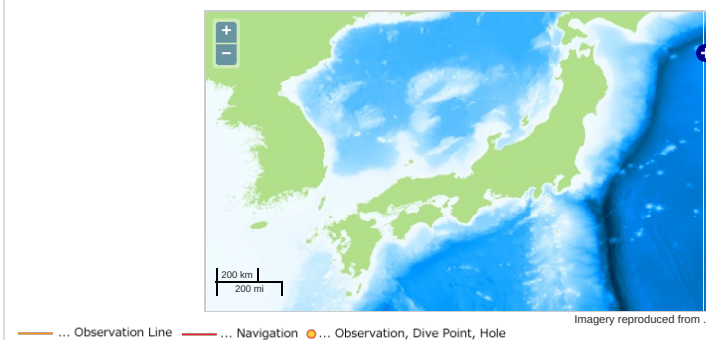 +
−
200 km
200 mi
Imagery reproduced from .
... Observation Line ... Navigation ... Observation, Dive Point, Hole